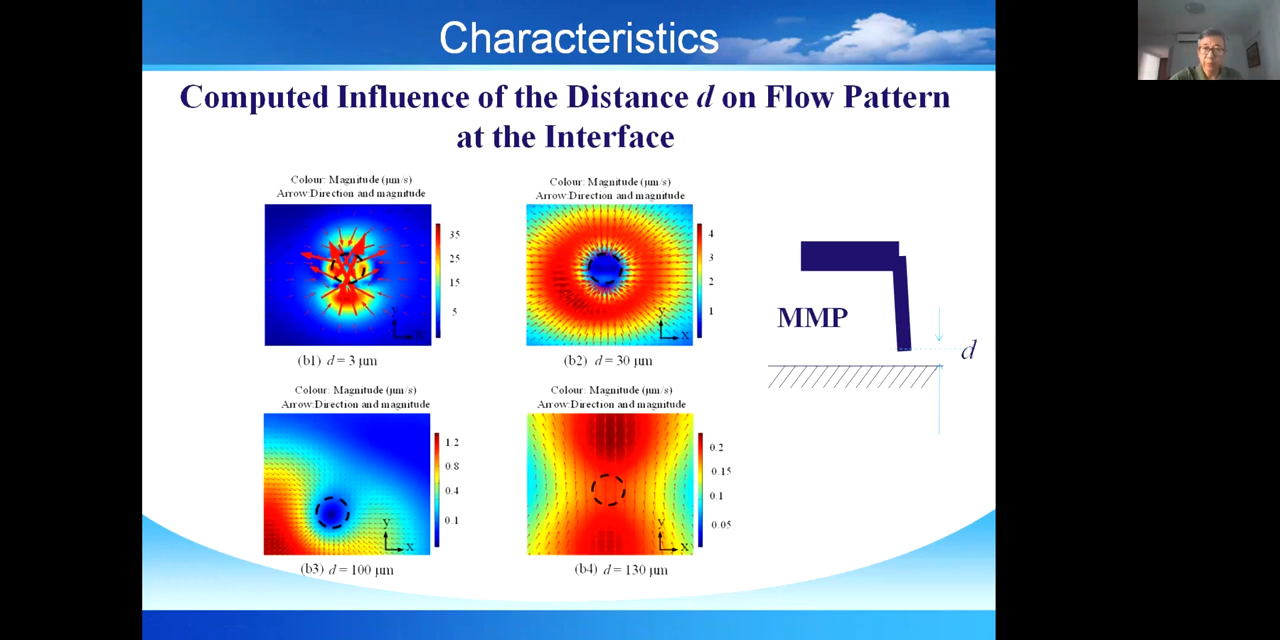 Characteristics
Computed Influence of the Distance d on Flow Pattern
at the Interface
Colour: Magnitude (μm/s)
Arrow:Direction and magnitude
35
25
15
5
y
x
(b1) d = 3 μm
Colour: Magnitude (μm/s)
Arrow:Direction and magnitude
4
3
2
1
y
x
(b2) d = 30 μm
Colour: Magnitude (μm/s)
Arrow:Direction and magnitude
1.2
0.8
0.4
0.1
y
x
(b3) d = 100 μm
Colour: Magnitude (μm/s)
Arrow:Direction and magnitude
0.2
0.15
0.1
0.05
y
x
(b4) d = 130 μm
MMP
d